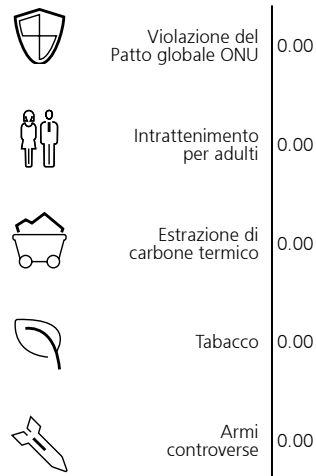 Violazione del
Patto globale ONU
0.00
Intrattenimento
per adulti
0.00
Estrazione di
carbone termico
0.00
Tabacco
0.00
Armi
controverse
0.00